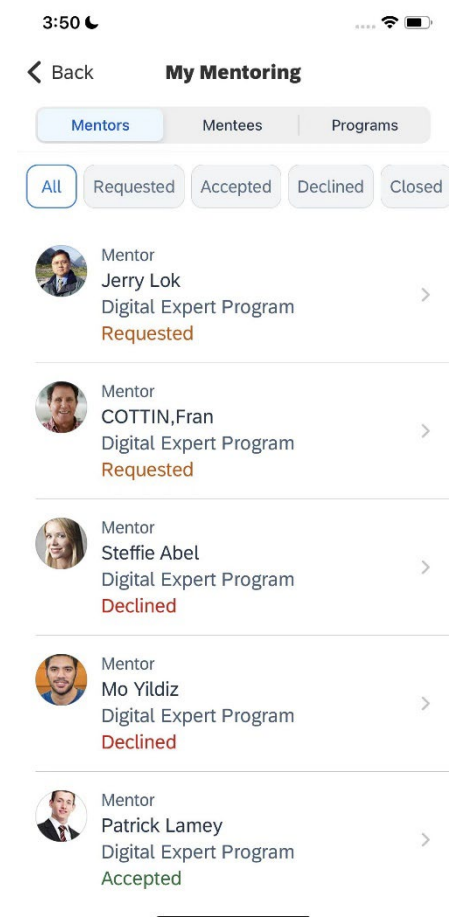 3:50
Back My Mentoring
Mentors Mentees Programs
All Requested Accepted Declined Closed
Mentor
Jerry Lok
Digital Expert Program
Requested
Mentor
COTTIN,Fran
Digital Expert Program
Requested
Mentor
Steffie Abel
Digital Expert Program
Declined
Mentor
Mo Yildiz
Digital Expert Program
Declined
Mentor
Patrick Lamey
Digital Expert Program
Accepted